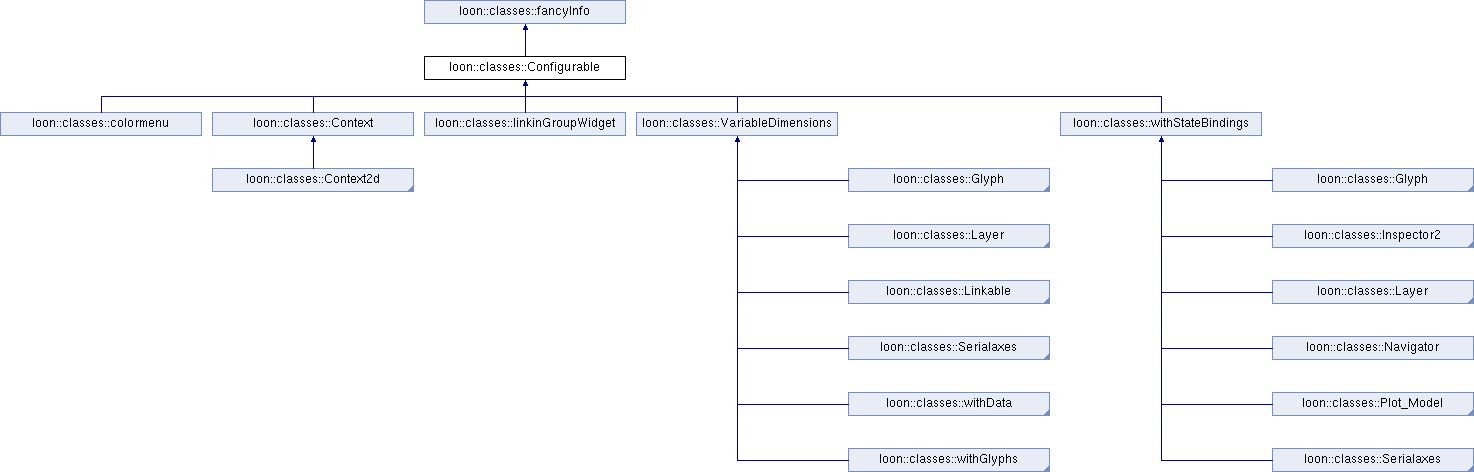 loon::classes::fancyInfo
loon::classes::Configurable
loon::classes::colormenu
loon::classes::Context
loon::classes::linkinGroupWidget
loon::classes::VariableDimensions
loon::classes::withStateBindings
loon::classes::Context2d
loon::classes::Glyph
loon::classes::Glyph
loon::classes::Layer
loon::classes::Inspector2
loon::classes::Linkable
loon::classes::Layer
loon::classes::Serialaxes
loon::classes::Navigator
loon::classes::withData
loon::classes::Plot_Model
loon::classes::withGlyphs
loon::classes::Serialaxes